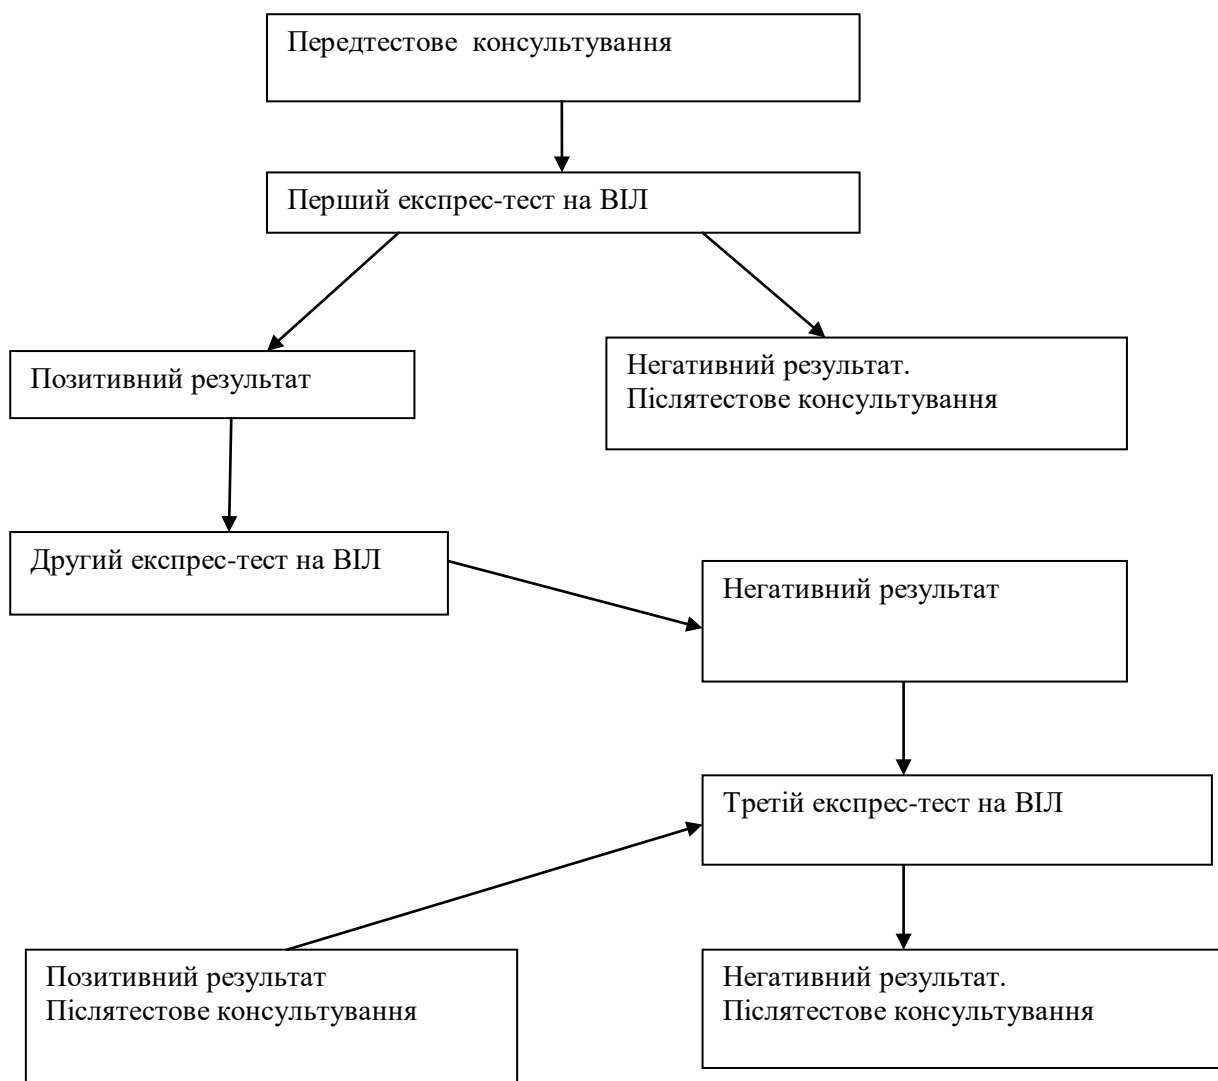 Передтестове консультування
Перший експрес-тест на ВІЛ
Позитивний результат
Негативний результат.
Післятестове консультування
Другий експрес-тест на ВІЛ
Негативний результат
Третій експрес-тест на ВІЛ
Позитивний результат
Післятестове консультування
Негативний результат.
Післятестове консультування